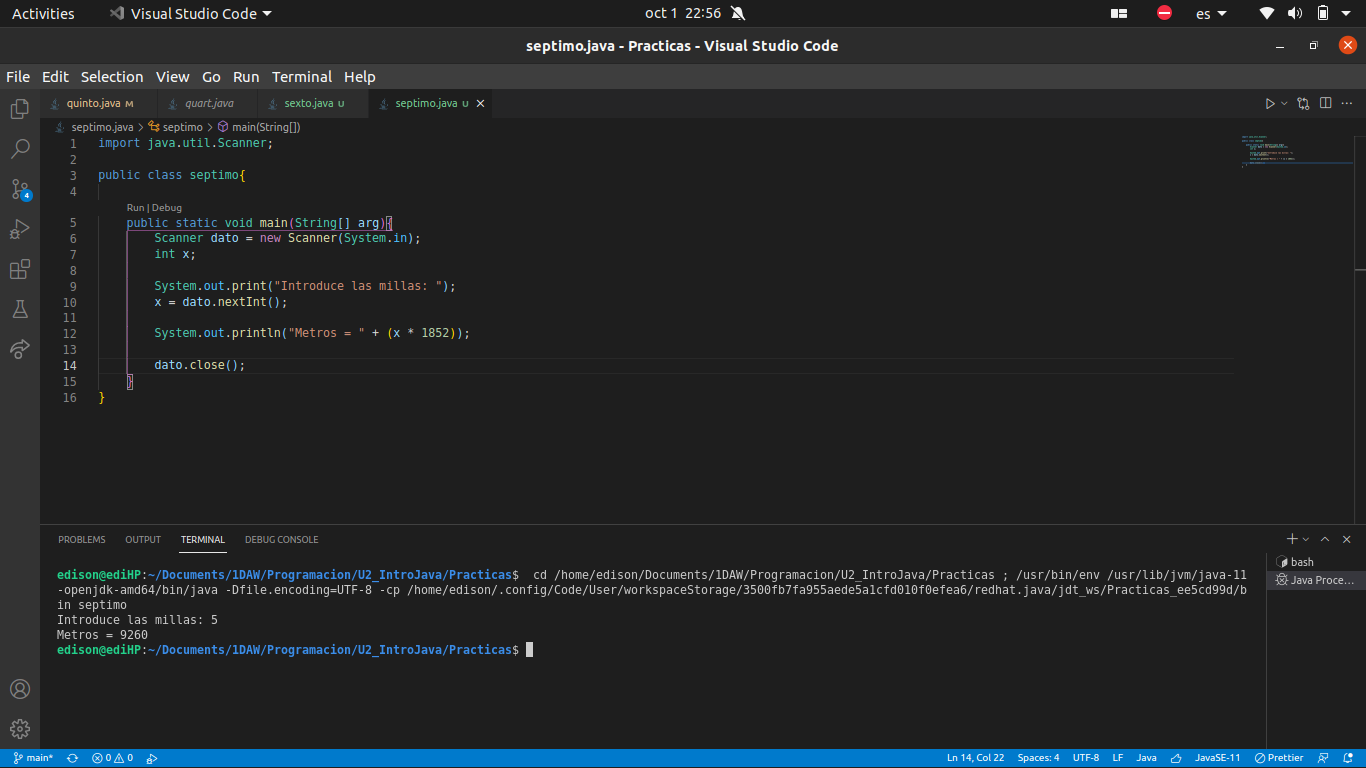 Activities Visual Studio Code oct 1 22:56 es
septimo.java - Practicas - Visual Studio Code
File Edit Selection View Go Run Terminal Help
quinto.java M quart.java sexto.java U septimo.java U
septimo.java > septimo > main(String[])
1 import java.util.Scanner;
2
3 public class septimo{
4
Run | Debug
5 public static void main(String[] arg){
6 Scanner dato = new Scanner(System.in);
7 int x;
8
9 System.out.print("Introduce las millas: ");
10 x = dato.nextInt();
11
12 System.out.println("Metros = " + (x * 1852));
13
14 dato.close();
15 }
16 }
4
PROBLEMS OUTPUT TERMINAL DEBUG CONSOLE
edison@ediHP:~/Documents/1DAW/Programacion/U2_IntroJava/Practicas$ cd /home/edison/Documents/1DAW/Programacion/U2_IntroJava/Practicas ; /usr/bin/env /usr/lib/jvm/java-11
-openjdk-amd64/bin/java -Dfile.encoding=UTF-8 -cp /home/edison/.config/Code/User/workspaceStorage/3500fb7fa955aede5a1cfd010f0efea6/redhat.java/jdt_ws/Practicas_ee5cd99d/b
in septimo
Introduce las millas: 5
Metros = 9260
edison@ediHP:~/Documents/1DAW/Programacion/U2_IntroJava/Practicas$
bash
Java Proce...
main* 0 0 Ln 14, Col 22 Spaces: 4 UTF-8 LF Java JavaSE-11 Prettier